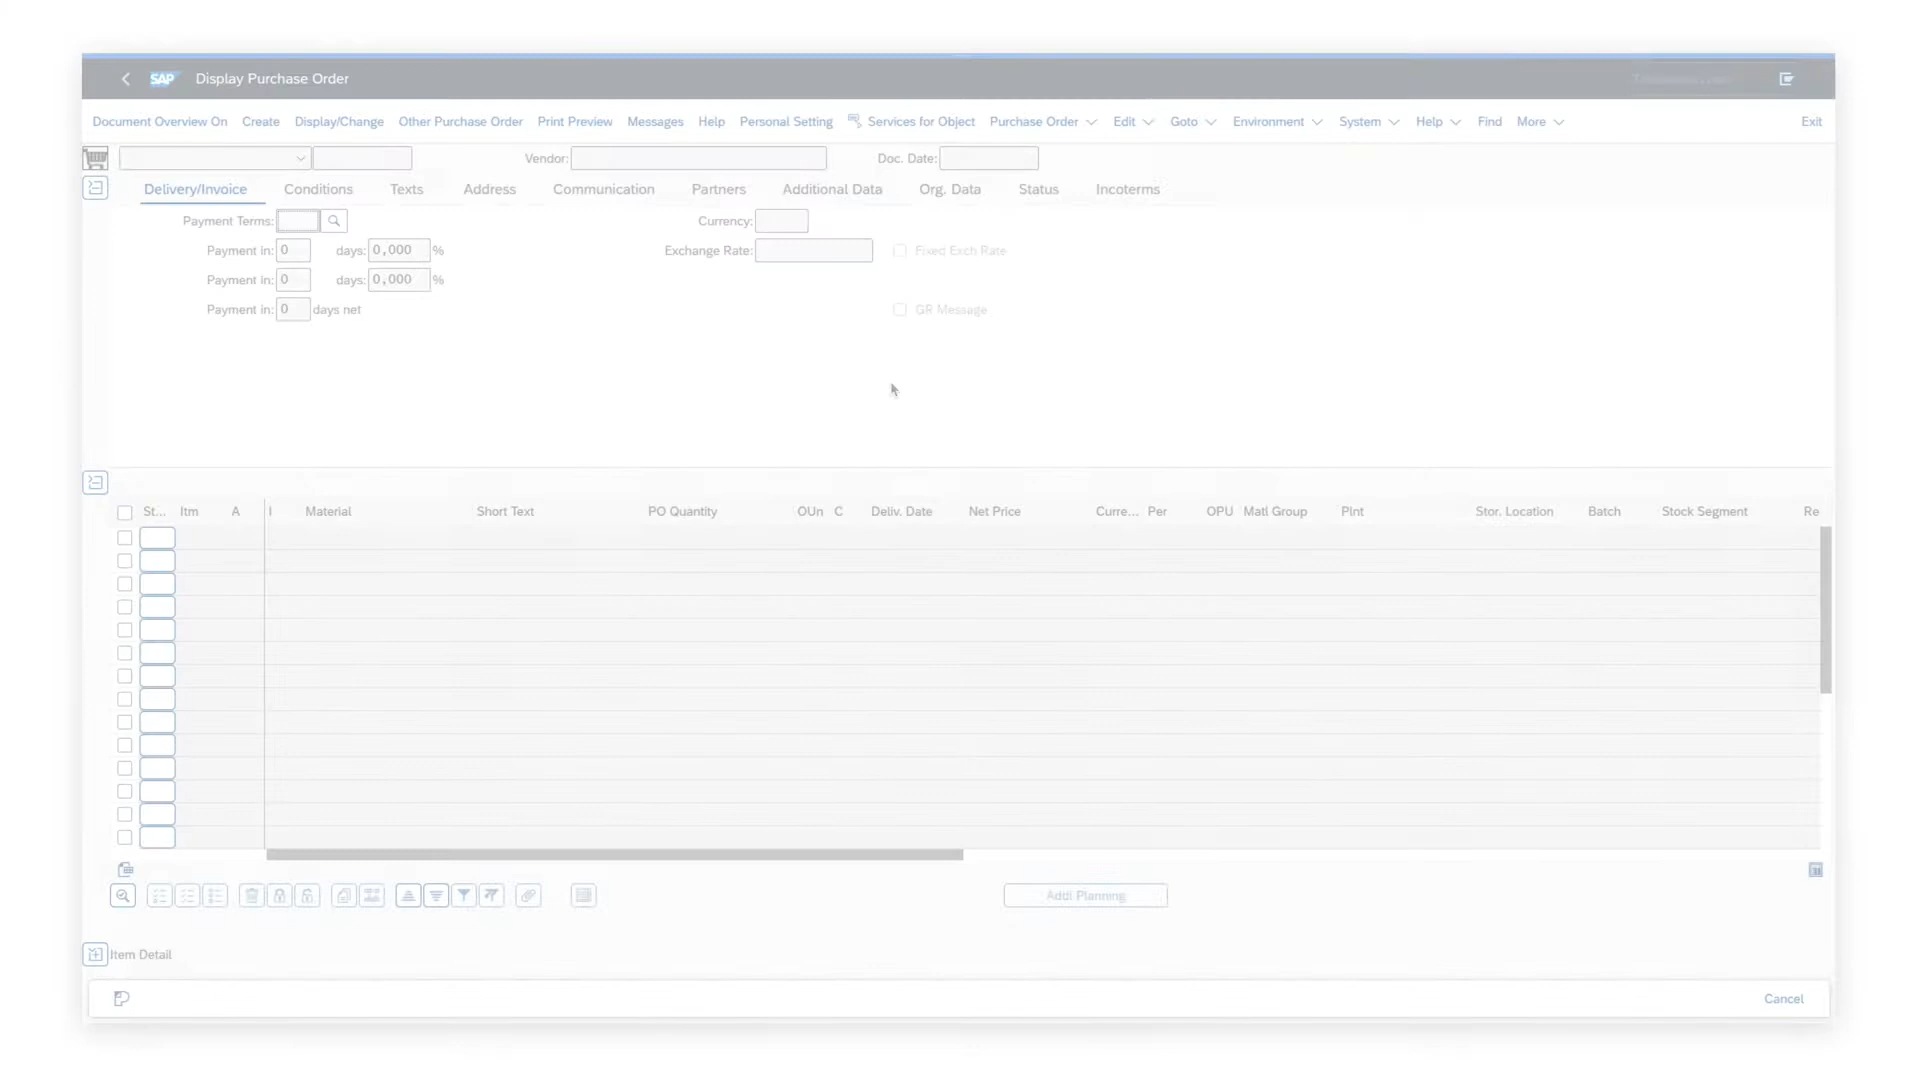 SAP Display Purchase Order
Document Overview On Create Display/Change Other Purchase Order Print Preview Messages Help Personal Setting Services for Object Purchase Order Edit Goto Environment System Help Find More Exit
Vendor: Doc. Date:
Delivery/Invoice Conditions Texts Address Communication Partners Additional Data Org. Data Status Incoterms
Payment Terms: Currency:
Payment in: 0 days: 0,000 % Exchange Rate: Fixed Exch Rate
Payment in: 0 days: 0,000 %
Payment in: 0 days net GR Message
St... Itm A I Material Short Text PO Quantity OUn C Deliv. Date Net Price Curre... Per OPU Matl Group Plnt Stor. Location Batch Stock Segment Re
Addl Planning
Item Detail
Cancel